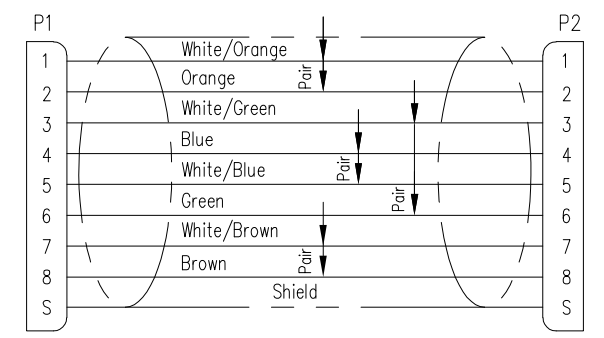 P1 P2
White/Orange
1 Pair 1
Orange
2 2
White/Green
3 3
Blue
4 Pair 4
White/Blue
5 5
Green Pair
6 6
White/Brown
7 Pair 7
Brown
8 8
Shield
S S